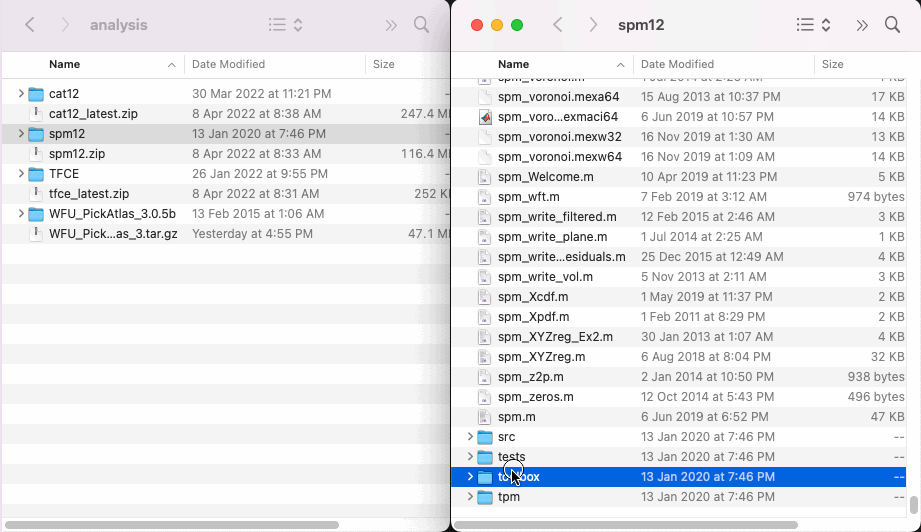 analysis
Name Date Modified Size
cat12 30 Mar 2022 at 11:21 PM --
cat12_latest.zip 8 Apr 2022 at 8:38 AM 247.4 M
spm12 13 Jan 2020 at 7:46 PM --
spm12.zip 8 Apr 2022 at 8:33 AM 116.4 M
TFCE 26 Jan 2022 at 9:55 PM --
tfce_latest.zip 8 Apr 2022 at 8:31 AM 252 K
WFU_PickAtlas_3.0.5b 13 Feb 2015 at 1:06 AM --
WFU_Pick...as_3.tar.gz Yesterday at 4:55 PM 47.1 M
spm12
Name Date Modified Size
spm_voronoi.m 1 Jul 2014 at 2:25 AM 1 KB
spm_voronoi.mexa64 15 Aug 2013 at 10:37 PM 17 KB
spm_voro...exmaci64 6 Jun 2019 at 10:57 PM 14 KB
spm_voronoi.mexw32 16 Nov 2019 at 1:30 AM 13 KB
spm_voronoi.mexw64 16 Nov 2019 at 1:09 AM 14 KB
spm_Welcome.m 10 Apr 2019 at 11:23 PM 5 KB
spm_wft.m 7 Feb 2019 at 3:12 AM 974 bytes
spm_write_filtered.m 12 Feb 2015 at 2:46 AM 3 KB
spm_write_plane.m 1 Jul 2014 at 2:25 AM 1 KB
spm_write...esiduals.m 25 Dec 2015 at 12:49 AM 4 KB
spm_write_vol.m 5 Nov 2013 at 2:11 AM 3 KB
spm_Xcdf.m 1 May 2019 at 11:37 PM 2 KB
spm_Xpdf.m 1 Feb 2011 at 8:29 PM 2 KB
spm_XYZreg_Ex2.m 30 Jan 2013 at 1:07 AM 4 KB
spm_XYZreg.m 6 Aug 2018 at 8:04 PM 32 KB
spm_z2p.m 2 Jan 2014 at 10:50 PM 938 bytes
spm_zeros.m 12 Oct 2014 at 5:43 PM 496 bytes
spm.m 6 Jun 2019 at 6:52 PM 47 KB
src 13 Jan 2020 at 7:46 PM --
tests 13 Jan 2020 at 7:46 PM --
toolbox 13 Jan 2020 at 7:46 PM --
tpm 13 Jan 2020 at 7:46 PM --